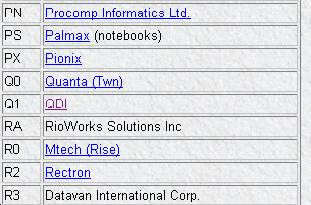 PN Procomp Informatics Ltd.
PS Palmax (notebooks)
PX Pionix
Q0 Quanta (Twn)
Q1 QDI
RA RioWorks Solutions Inc
R0 Mtech (Rise)
R2 Rectron
R3 Datavan International Corp.